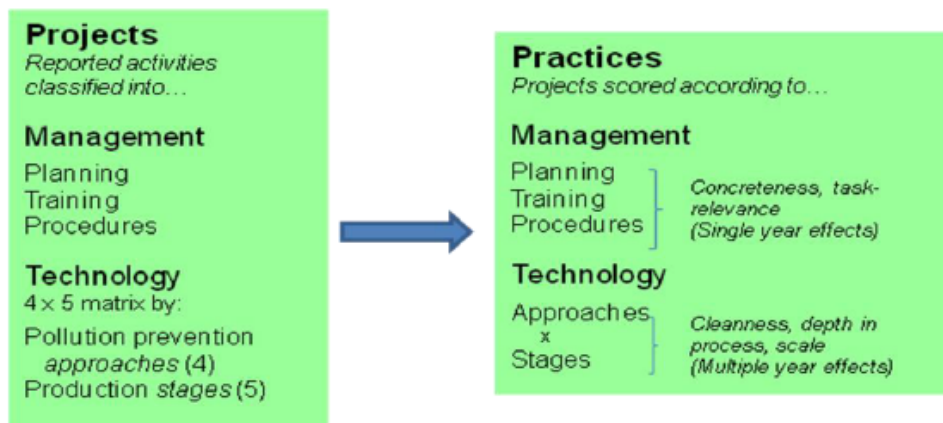 Projects
Reported activities
classified into…
Management
Planning
Training
Procedures
Technology
4 x 5 matrix by:
Pollution prevention
approaches (4)
Production stages (5)
Practices
Projects scored according to…
Management
Planning
Training
Procedures
Concreteness, task-
relevance
(Single year effects)
Technology
Approaches
x
Stages
Cleanness, depth in
process, scale
(Multiple year effects)